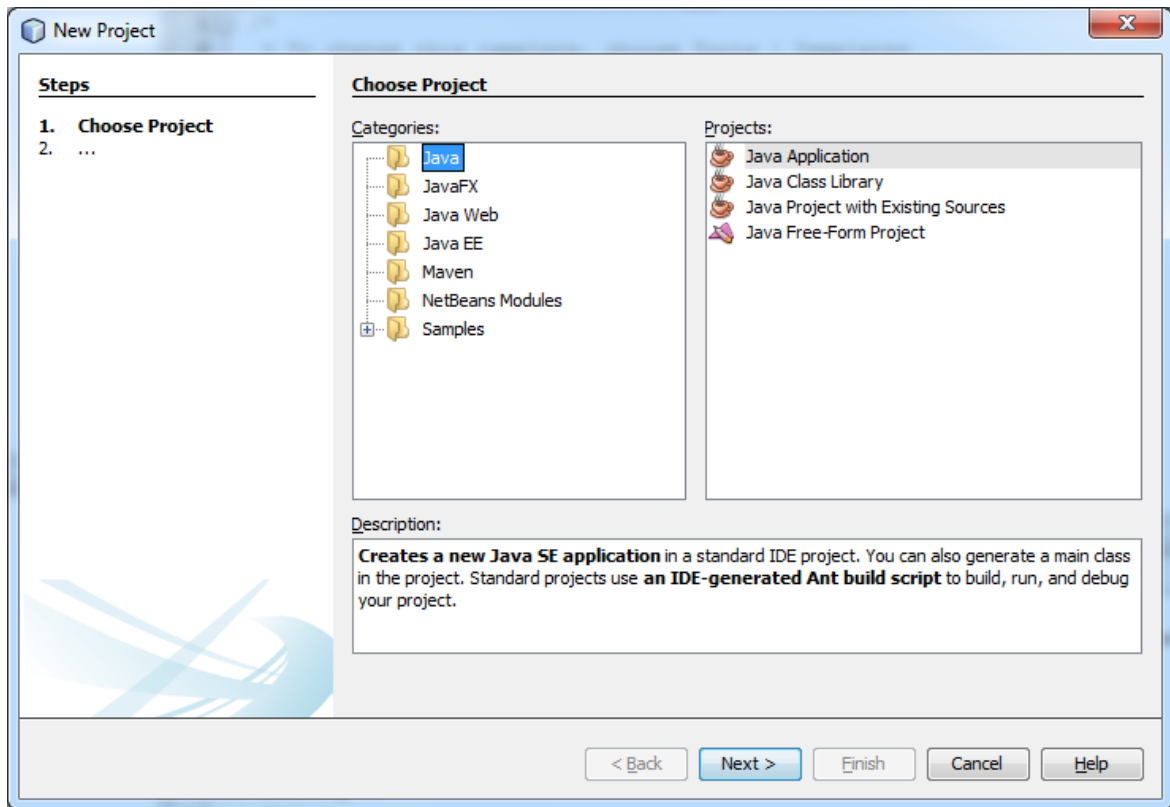 New Project
Steps
1. Choose Project
2. ...
Choose Project
Categories:
Java
JavaFX
Java Web
Java EE
Maven
NetBeans Modules
Samples
Projects:
Java Application
Java Class Library
Java Project with Existing Sources
Java Free-Form Project
Description:
Creates a new Java SE application in a standard IDE project. You can also generate a main class
in the project. Standard projects use an IDE-generated Ant build script to build, run, and debug
your project.
< Back
Next >
Finish
Cancel
Help